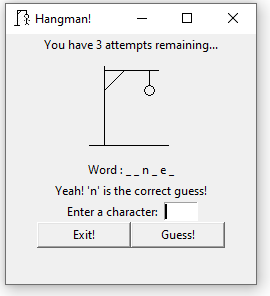 Hangman!
You have 3 attempts remaining...
Word : _ _ n _ e _
Yeah! 'n' is the correct guess!
Enter a character:
Exit! Guess!